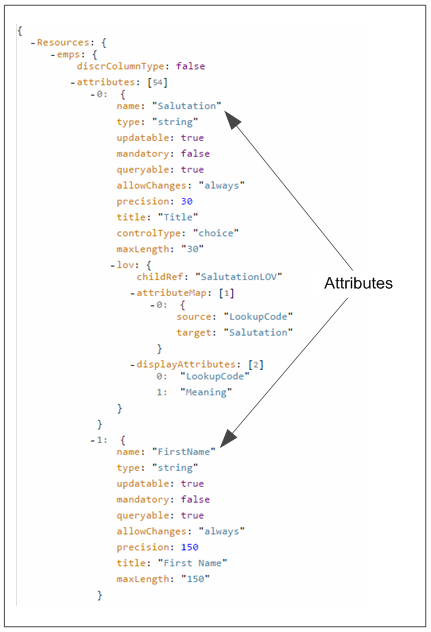 {
-Resources: {
-emps: {
discrColumnType: false
-attributes: [54]
-0: {
name: "Salutation"
type: "string"
updatable: true
mandatory: false
queryable: true
allowChanges: "always"
precision: 30
title: "Title"
controlType: "choice"
maxLength: "30"
-lov: {
childRef: "SalutationLOV"
-attributeMap: [1]
-0: {
source: "LookupCode"
target: "Salutation"
}
-displayAttributes: [2]
0: "LookupCode"
1: "Meaning"
}
}
-1: {
name: "FirstName"
type: "string"
updatable: true
mandatory: false
queryable: true
allowChanges: "always"
precision: 150
title: "First Name"
maxLength: "150"
}
Attributes